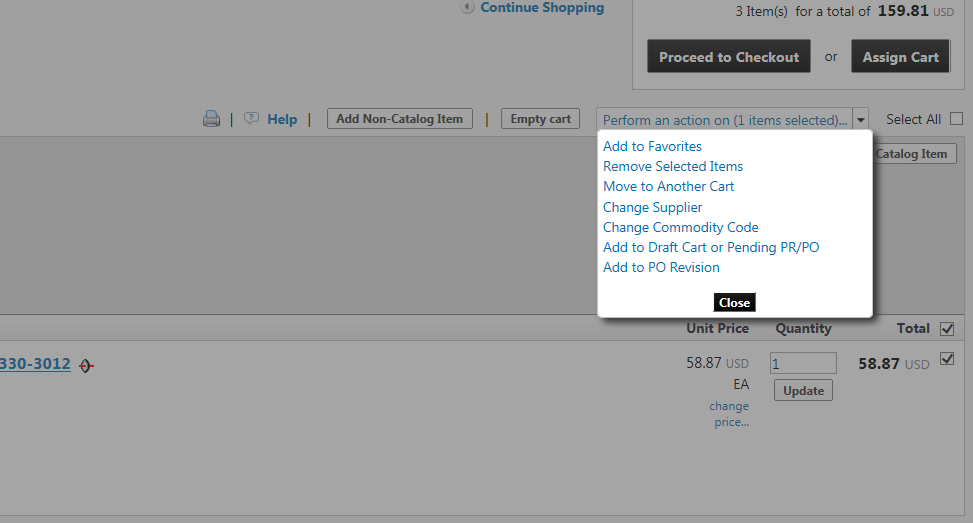 Continue Shopping
3 Item(s) for a total of 159.81 USD
Proceed to Checkout or Assign Cart
| Help | Add Non-Catalog Item | Empty cart Perform an action on (1 items selected)... Select All
Catalog Item
Add to Favorites
Remove Selected Items
Move to Another Cart
Change Supplier
Change Commodity Code
Add to Draft Cart or Pending PR/PO
Add to PO Revision
Close
Unit Price Quantity Total
330-3012 58.87 USD 1 58.87 USD
EA Update
change
price...